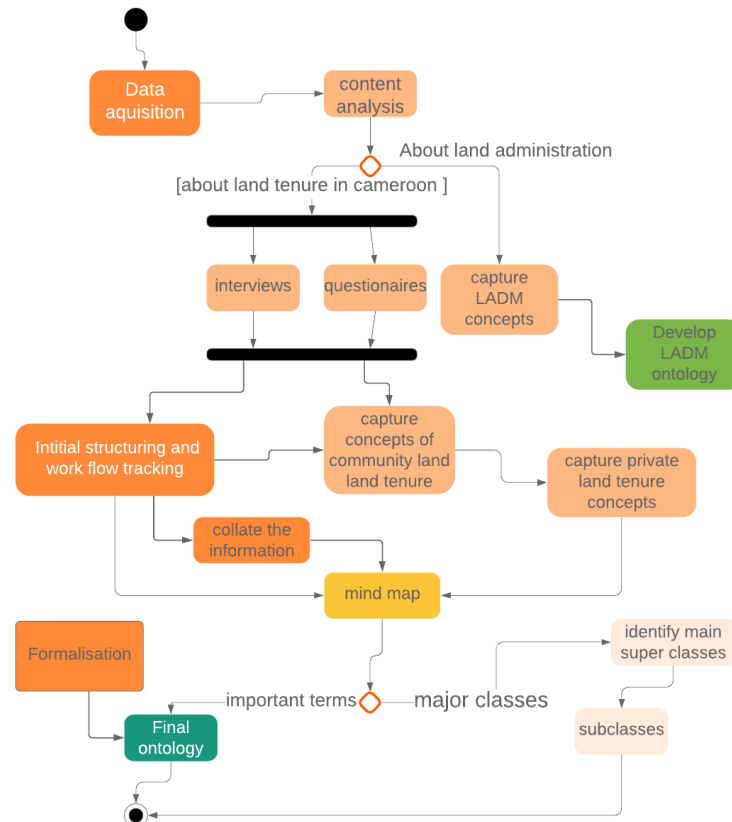 Data
aquisition
content
analysis
About land administration
[about land tenure in cameroon ]
interviews
questionaires
capture
LADM
concepts
Develop
LADM
ontology
Intitial structuring and
work flow tracking
capture
concepts of
community land
land tenure
capture private
land tenure
concepts
collate the
information
mind map
Formalisation
identify main
super classes
important terms
major classes
Final
ontology
subclasses